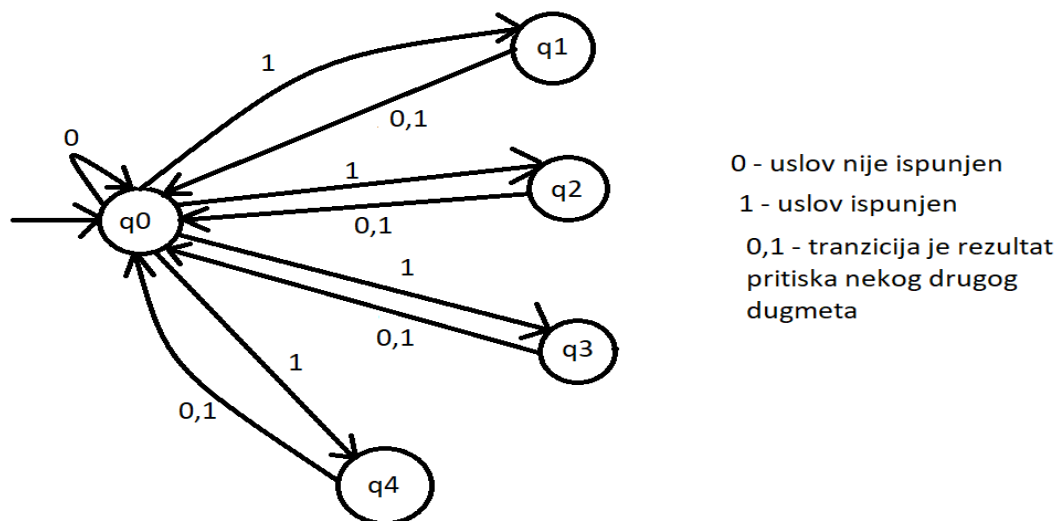 q1
1
0,1
0
1
q2
0,1
q0
1
0,1
q3
1
0,1
q4
0 - uslov nije ispunjen
1 - uslov ispunjen
0,1 - tranzicija je rezultat
pritiska nekog drugog
dugmeta